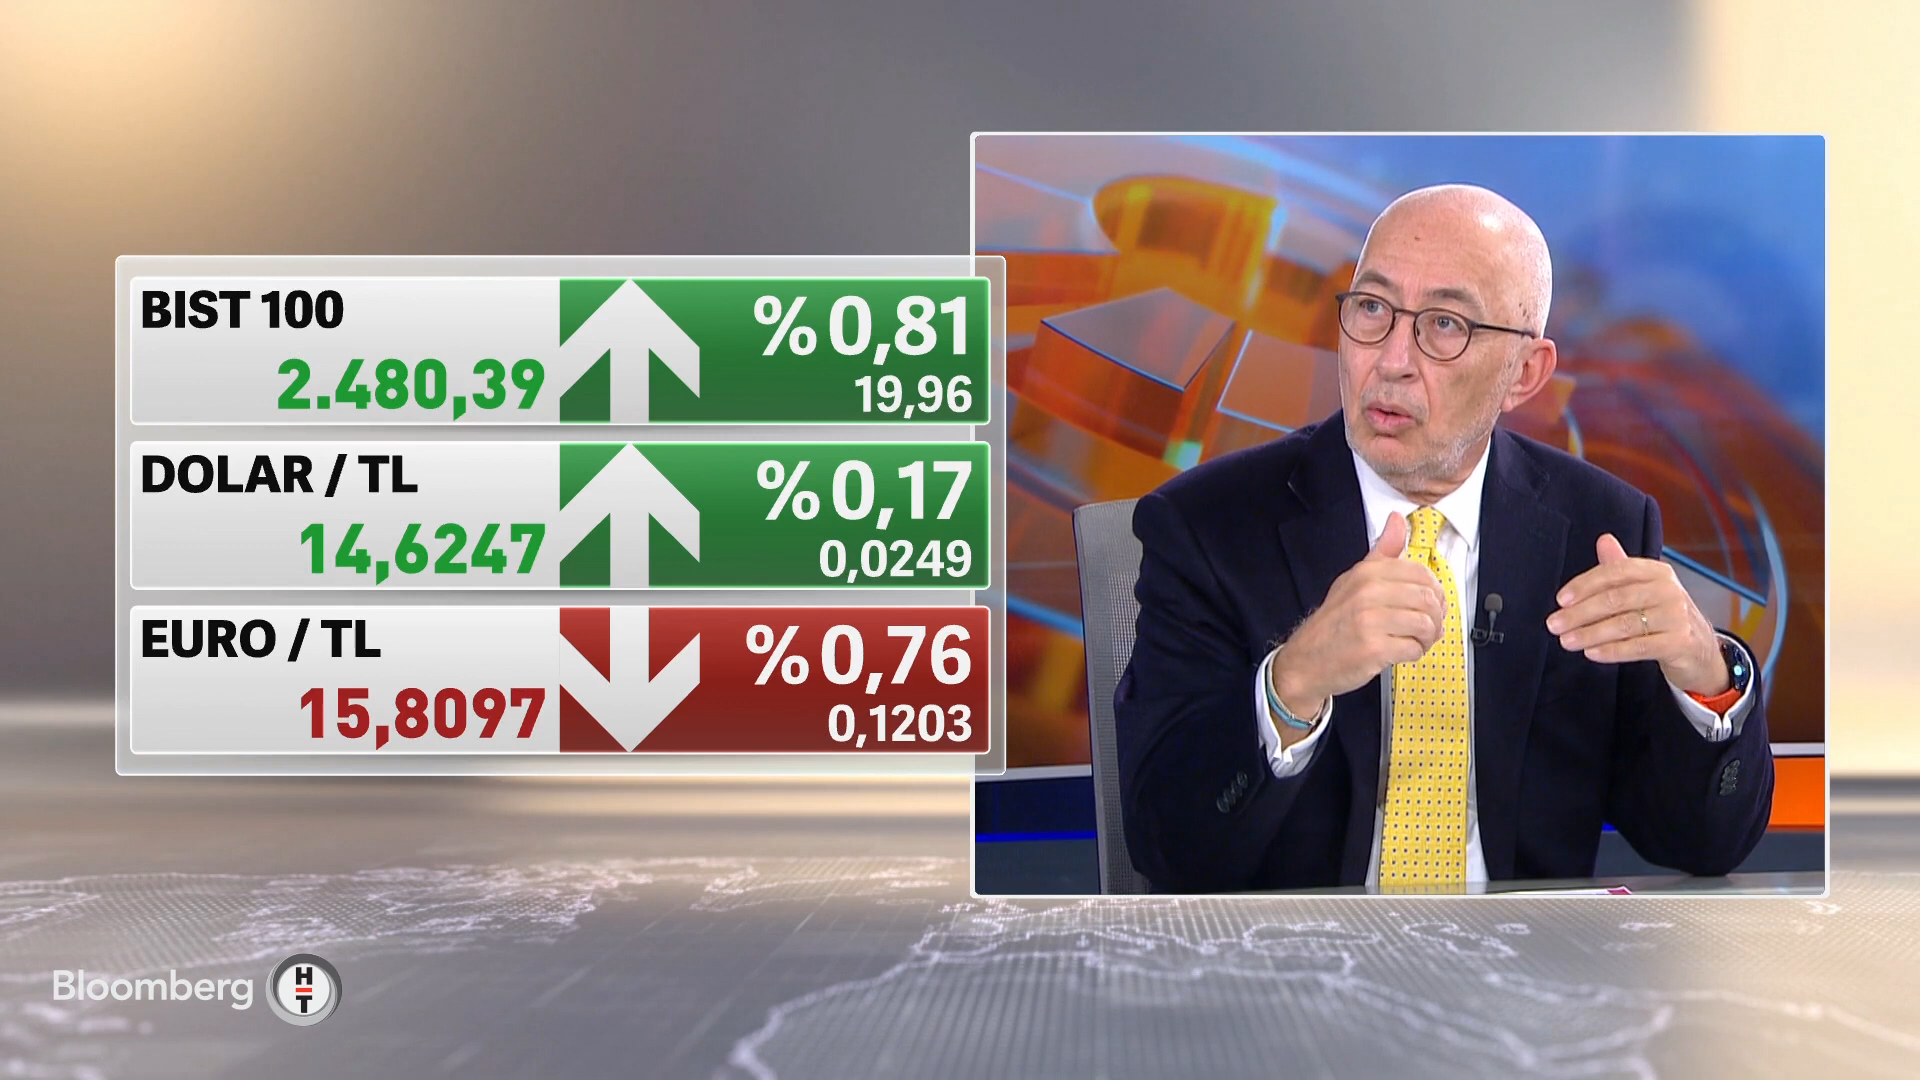 BIST 100
2.480,39
%0,81
19,96
DOLAR / TL
14,6247
%0,17
0,0249
EURO / TL
15,8097
%0,76
0,1203
Bloomberg HT